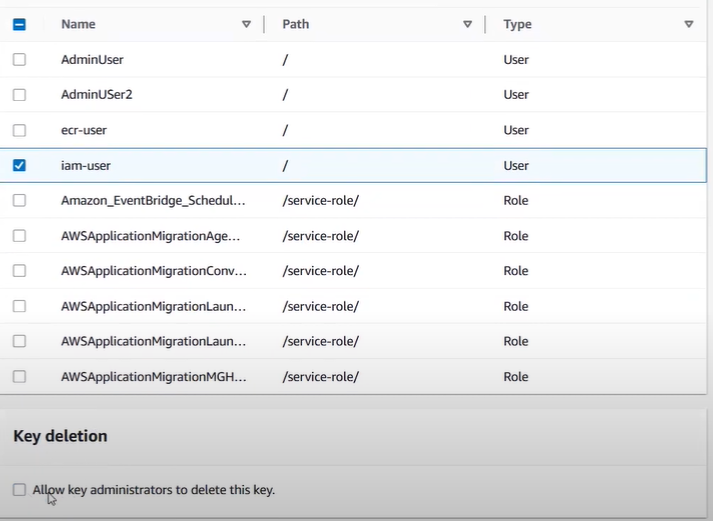 Name Path Type
AdminUser / User
AdminUSer2 / User
ecr-user / User
iam-user / User
Amazon_EventBridge_Schedul... /service-role/ Role
AWSApplicationMigrationAge... /service-role/ Role
AWSApplicationMigrationConv... /service-role/ Role
AWSApplicationMigrationLaun... /service-role/ Role
AWSApplicationMigrationLaun... /service-role/ Role
AWSApplicationMigrationMGH... /service-role/ Role
Key deletion
Allow key administrators to delete this key.